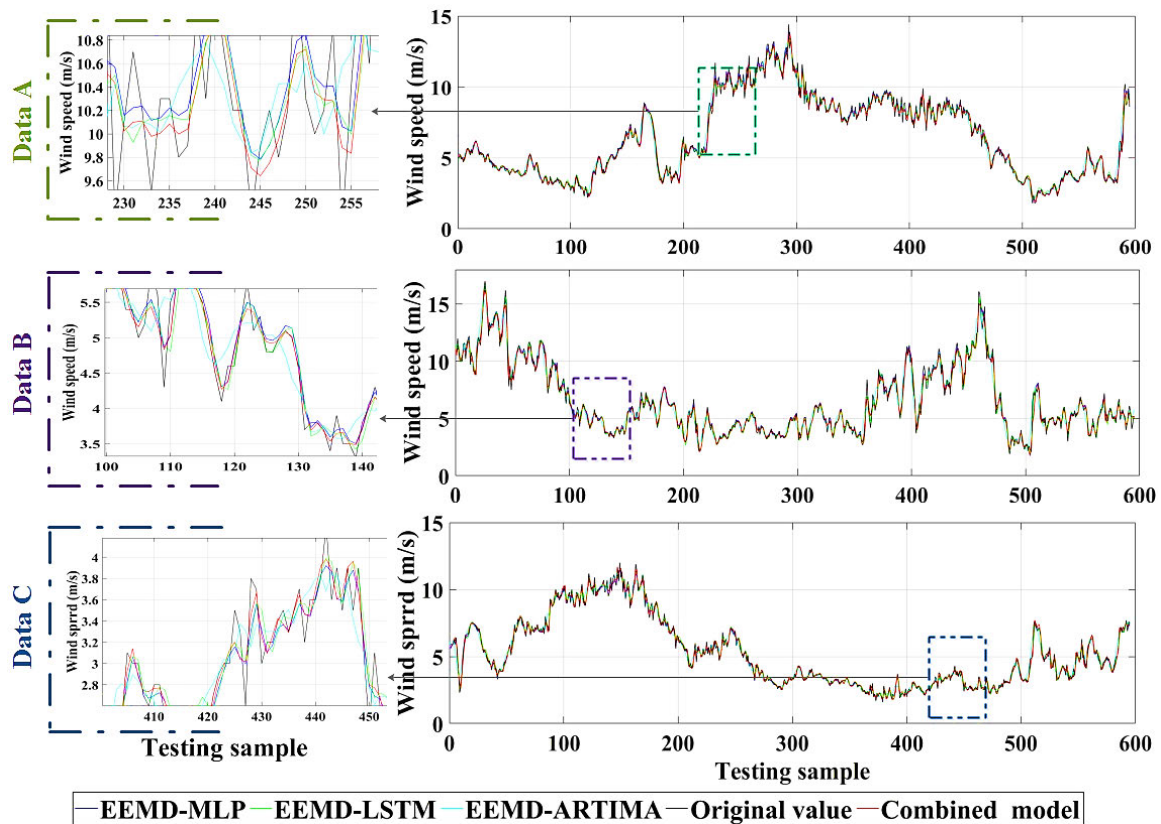 Data A
Wind speed (m/s)
10.8
10.6
10.4
10.2
10
9.8
9.6
230 235 240 245 250 255
Wind speed (m/s)
15
10
5
0
0 100 200 300 400 500 600
Data B
Wind speed (m/s)
5.5
5
4.5
4
3.5
100 110 120 130 140
Wind speed (m/s)
15
10
5
0
0 100 200 300 400 500 600
Data C
Wind sprrd (m/s)
4
3.8
3.6
3.4
3.2
3
2.8
410 420 430 440 450
Testing sample
Wind sprrd (m/s)
15
10
5
0
0 100 200 300 400 500 600
Testing sample
EEMD-MLP EEMD-LSTM EEMD-ARTIMA Original value Combined model